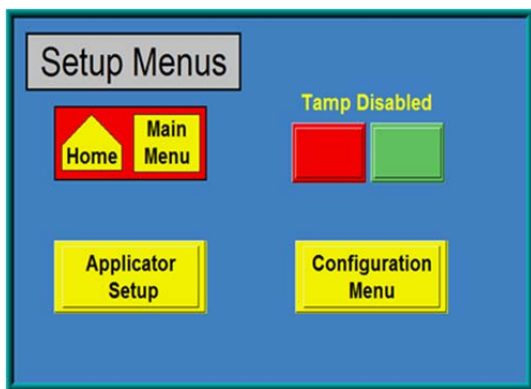 Setup Menus
Home
Main
Menu
Tamp Disabled
Applicator
Setup
Configuration
Menu